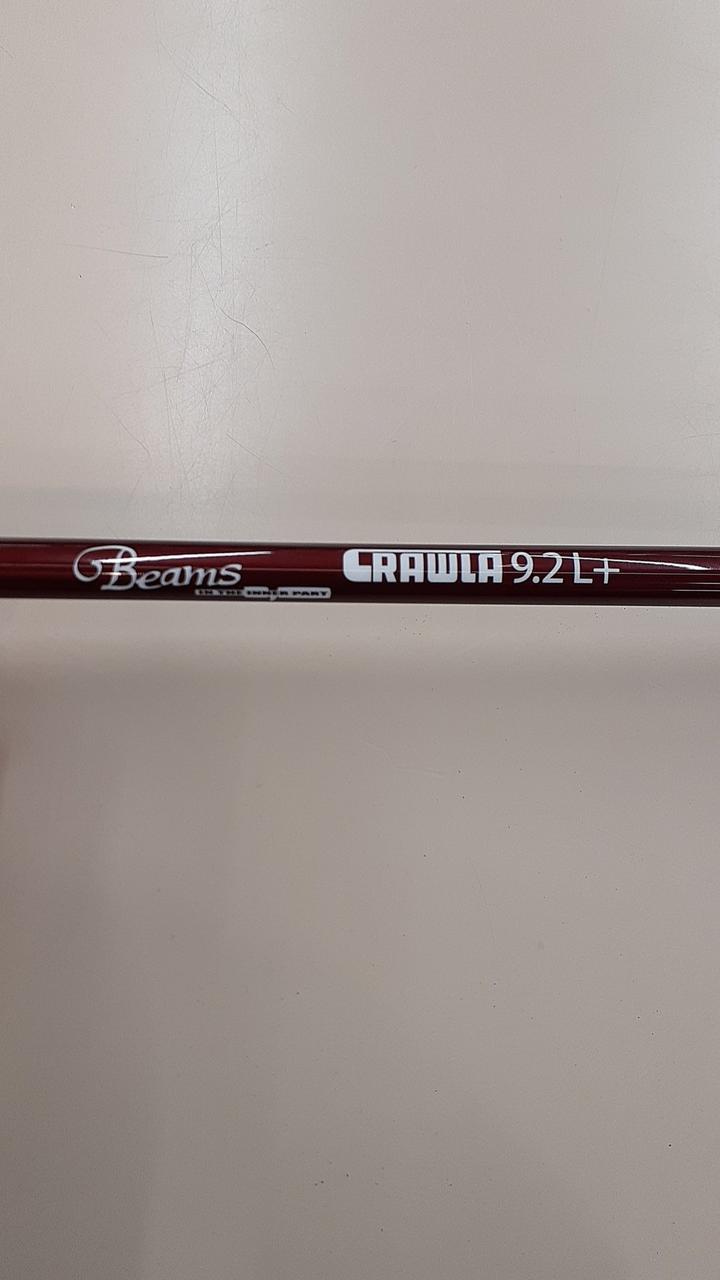 Beams CRAWLA 9.2 L+
IN THE INNER PART